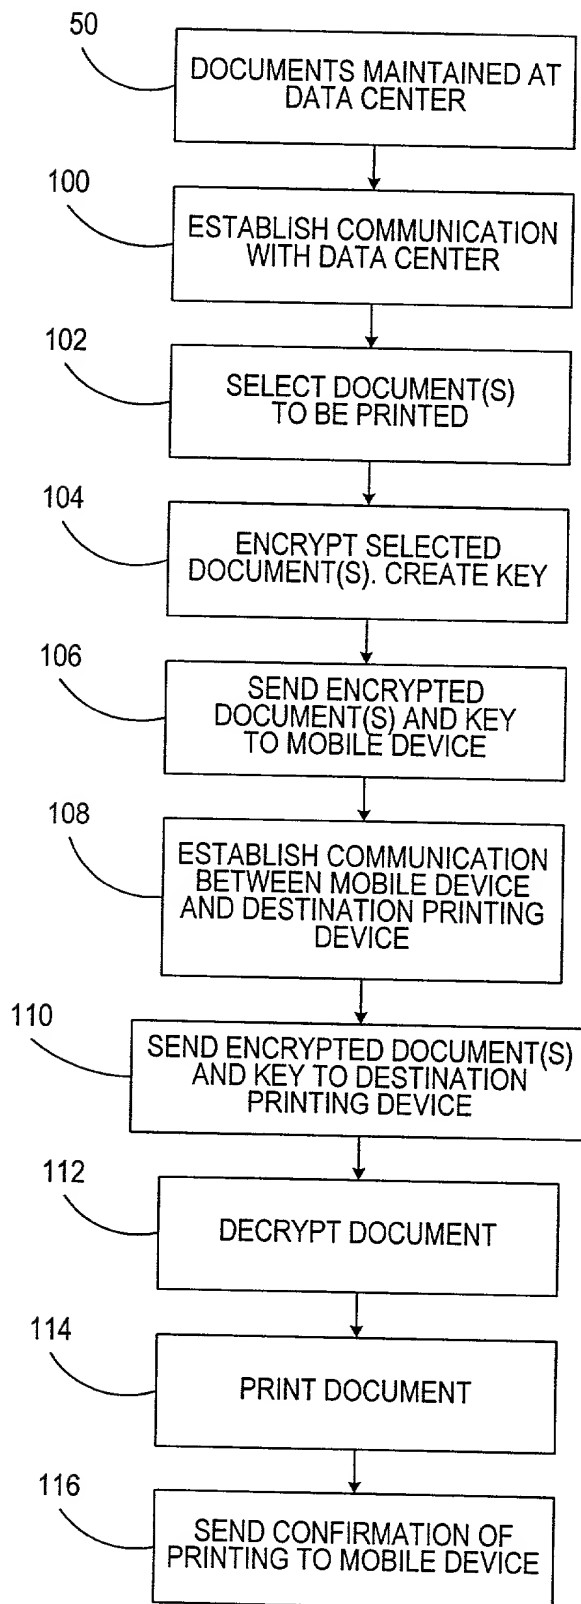 50
DOCUMENTS MAINTAINED AT
DATA CENTER
100
ESTABLISH COMMUNICATION
WITH DATA CENTER
102
SELECT DOCUMENT(S)
TO BE PRINTED
104
ENCRYPT SELECTED
DOCUMENT(S). CREATE KEY
106
SEND ENCRYPTED
DOCUMENT(S) AND KEY
TO MOBILE DEVICE
108
ESTABLISH COMMUNICATION
BETWEEN MOBILE DEVICE
AND DESTINATION PRINTING
DEVICE
110
SEND ENCRYPTED DOCUMENT(S)
AND KEY TO DESTINATION
PRINTING DEVICE
112
DECRYPT DOCUMENT
114
PRINT DOCUMENT
116
SEND CONFIRMATION OF
PRINTING TO MOBILE DEVICE